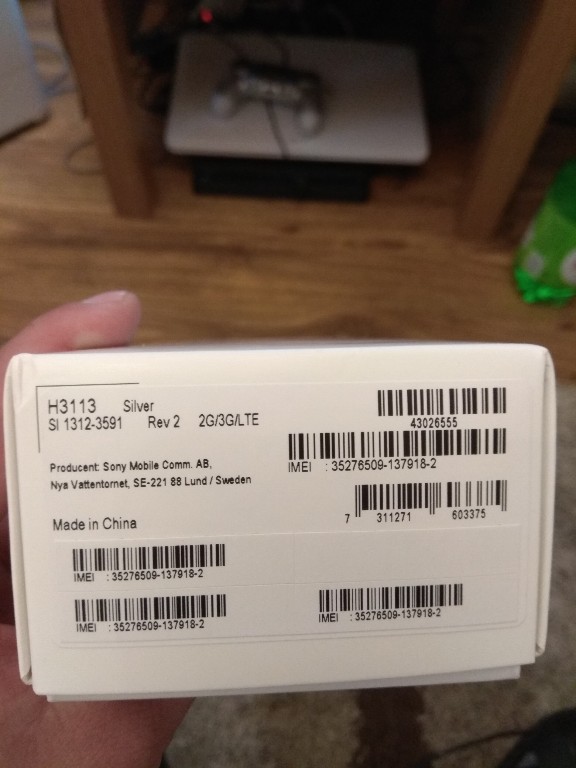 H3113 Silver
SI 1312-3591 Rev 2 2G/3G/LTE
43026555
IMEI : 35276509-137918-2
Producent: Sony Mobile Comm. AB,
Nya Vattentornet, SE-221 88 Lund / Sweden
7 311271 603375
Made in China
IMEI : 35276509-137918-2
IMEI : 35276509-137918-2
IMEI : 35276509-137918-2